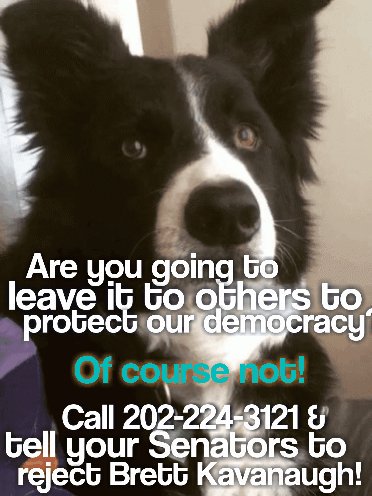 Are you going to
leave it to others to
protect our democracy?
Of course not!
Call 202-224-3121 &
tell your Senators to
reject Brett Kavanaugh!